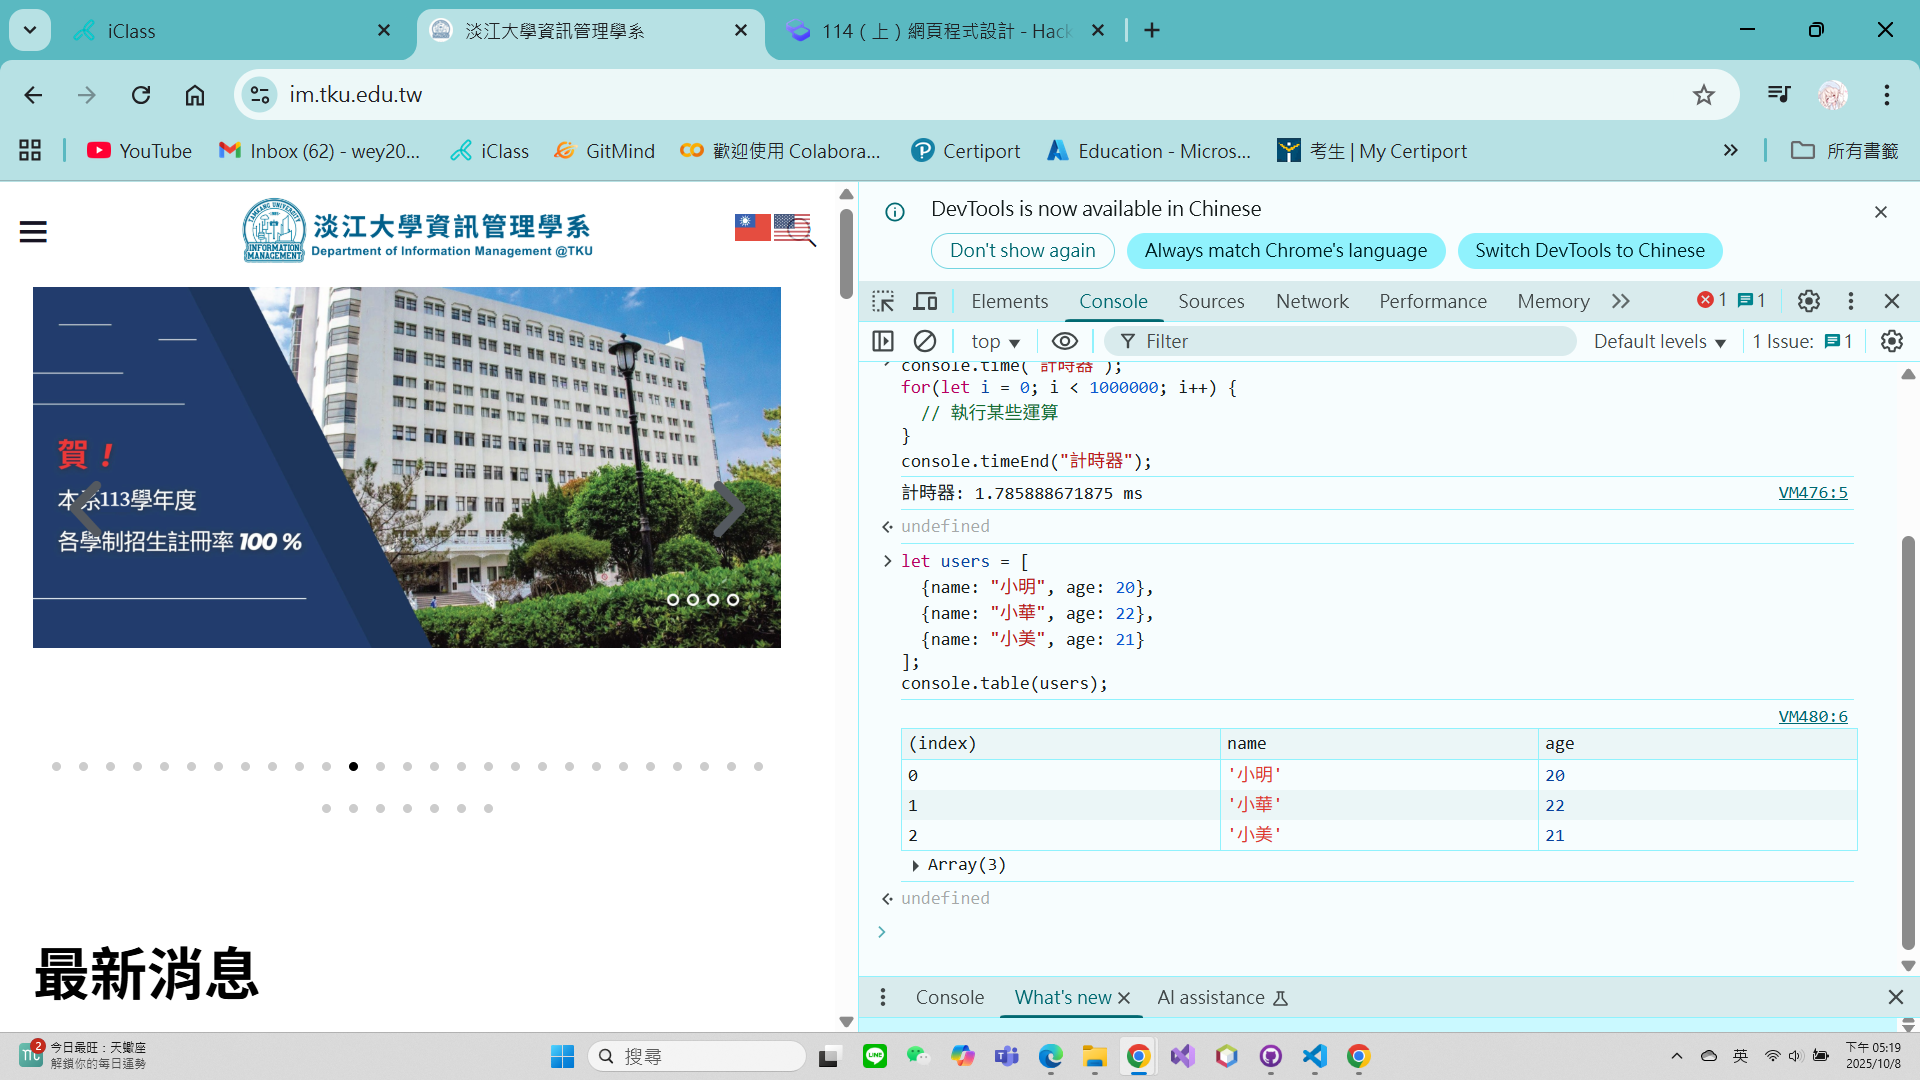 iClass
淡江大學資訊管理學系
114（上）網頁程式設計 - Hack
im.tku.edu.tw
YouTube
Inbox (62) - wey20...
iClass
GitMind
歡迎使用 Colabora...
Certiport
Education - Micros...
考生 | My Certiport
所有書籤
淡江大學資訊管理學系
Department of Information Management @TKU
TAMKANG UNIVERSITY
INFORMATION
MANAGEMENT
賀！
本系113學年度
各學制招生註冊率 100 %
最新消息
DevTools is now available in Chinese
Don't show again
Always match Chrome's language
Switch DevTools to Chinese
Elements
Console
Sources
Network
Performance
Memory
1
1
top
Filter
Default levels
1 Issue:
1
console.time("計時器");
for(let i = 0; i < 1000000; i++) {
// 執行某些運算
}
console.timeEnd("計時器");
計時器: 1.785888671875 ms
VM476:5
undefined
let users = [
{name: "小明", age: 20},
{name: "小華", age: 22},
{name: "小美", age: 21}
];
console.table(users);
VM480:6
(index) name age
0 '小明' 20
1 '小華' 22
2 '小美' 21
Array(3)
undefined
Console
What's new
AI assistance
2
今日最旺：天蠍座
解鎖你的每日運勢
搜尋
LINE
英
下午 05:19
2025/10/8